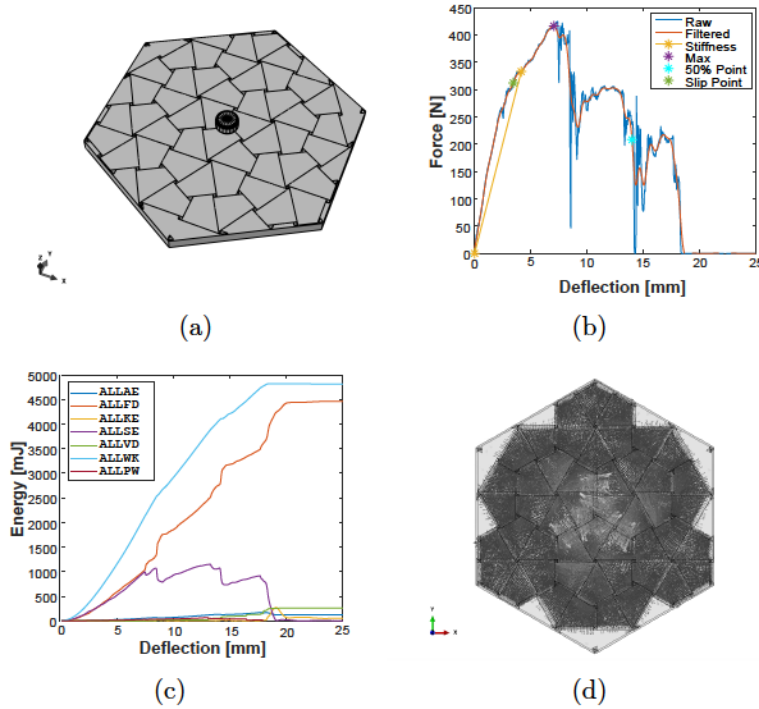 Z
Y
X
(a)
450
400
350
300
250
200
150
100
50
0
Force [N]
Raw
Filtered
Stiffness
Max
50% Point
Slip Point
0 5 10 15 20 25
Deflection [mm]
(b)
5000
4500
4000
3500
3000
2500
2000
1500
1000
500
0
Energy [mJ]
ALLAE
ALLFD
ALLKE
ALLSE
ALLVD
ALLWK
ALLPW
0 5 10 15 20 25
Deflection [mm]
(c)
Y
X
(d)